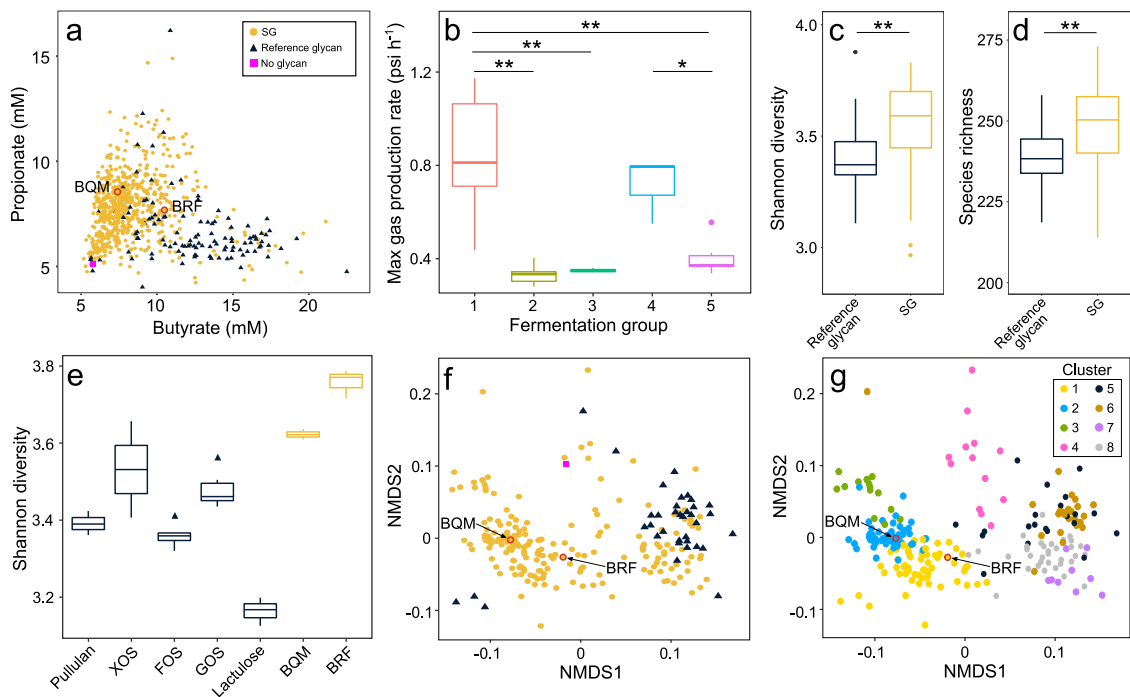 a
SG
Reference glycan
No glycan
Propionate (mM)
15
10
5
BQM
BRF
5
10
15
20
Butyrate (mM)
b
**
**
**
*
Max gas production rate (psi h⁻¹)
1.2
0.8
0.4
1
2
3
4
5
Fermentation group
c
**
Shannon diversity
3.5
3.0
Reference
glycan
SG
d
**
Species richness
275
250
225
200
Reference
glycan
SG
e
Shannon diversity
3.8
3.6
3.4
3.2
Pullulan
XOS
FOS
GOS
Lactulose
BQM
BRF
f
NMDS2
0.2
0.1
0
-0.1
BQM
BRF
-0.1
0
0.1
NMDS1
g
Cluster
1
2
3
4
5
6
7
8
NMDS2
0.2
0.1
0
-0.1
BQM
BRF
-0.1
0
0.1
NMDS1